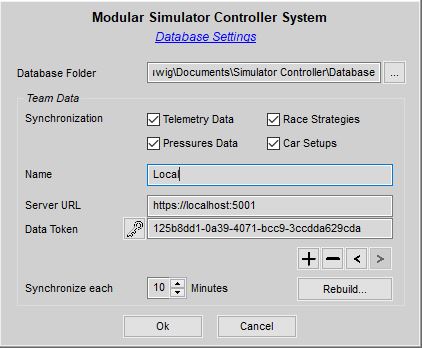 Modular Simulator Controller System
Database Settings
Database Folder \Documents\Simulator Controller\Database ...
Team Data
Synchronization Telemetry Data Race Strategies
Pressures Data Car Setups
Name Local
Server URL https://localhost:5001
Data Token 125b8dd1-0a39-4071-bcc9-3ccdda629cda
+ − < >
Synchronize each 10 Minutes Rebuild...
Ok Cancel